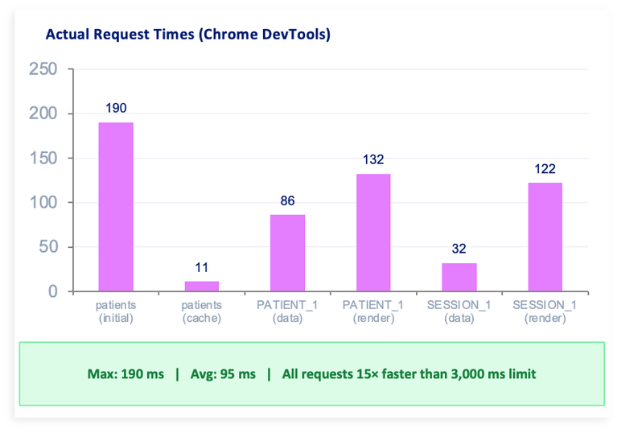 Actual Request Times (Chrome DevTools)
250
200
150
100
50
0
190
11
86
132
32
122
patients
(initial)
patients
(cache)
PATIENT_1
(data)
PATIENT_1
(render)
SESSION_1
(data)
SESSION_1
(render)
Max: 190 ms | Avg: 95 ms | All requests 15× faster than 3,000 ms limit